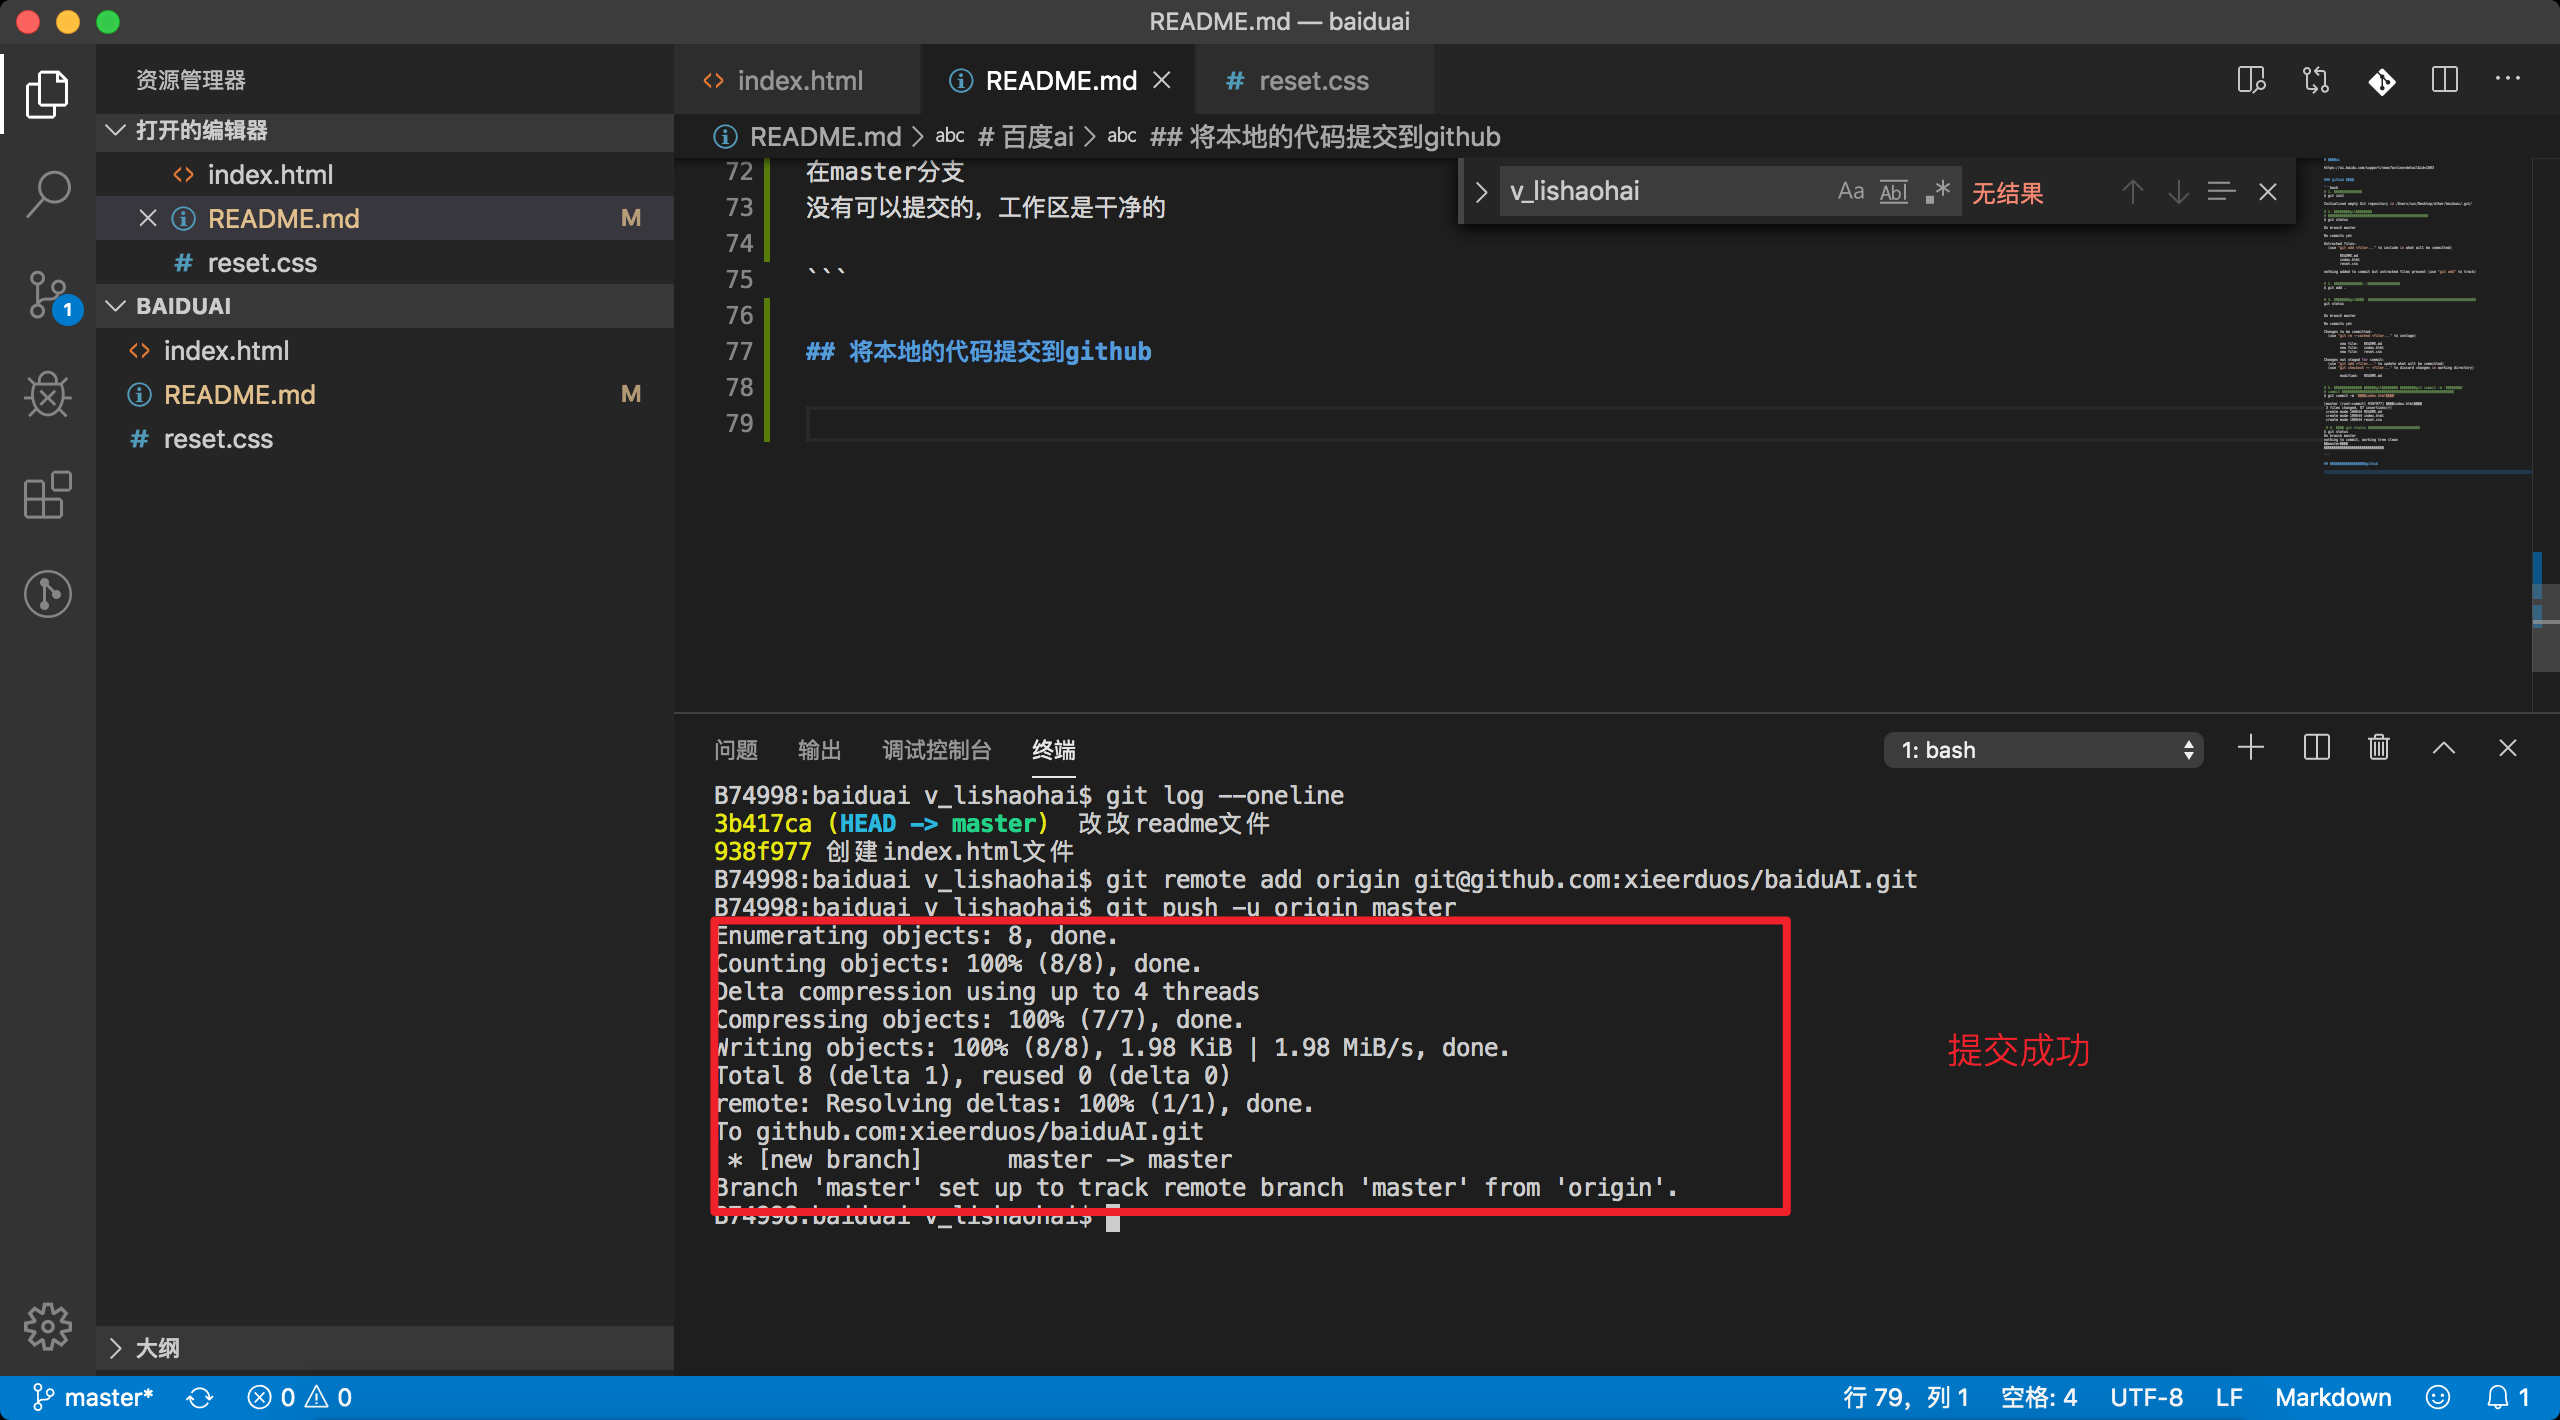 README.md — baiduai
资源管理器
打开的编辑器
index.html
README.md M
reset.css
BAIDUAI
index.html
README.md M
reset.css
大纲
index.html README.md reset.css
README.md > abc # 百度ai > abc ## 将本地的代码提交到github
v_lishaohai Aa Abl .* 无结果
72 在master分支
73 没有可以提交的，工作区是干净的
74
75 ```
76
77 ## 将本地的代码提交到github
78
79
问题 输出 调试控制台 终端 1: bash
B74998:baiduai v_lishaohai$ git log --oneline
3b417ca (HEAD -> master) 改改readme文件
938f977 创建index.html文件
B74998:baiduai v_lishaohai$ git remote add origin git@github.com:xieerduos/baiduAI.git
B74998:baiduai v_lishaohai$ git push -u origin master
Enumerating objects: 8, done.
Counting objects: 100% (8/8), done.
Delta compression using up to 4 threads
Compressing objects: 100% (7/7), done.
Writing objects: 100% (8/8), 1.98 KiB | 1.98 MiB/s, done.
Total 8 (delta 1), reused 0 (delta 0)
remote: Resolving deltas: 100% (1/1), done.
To github.com:xieerduos/baiduAI.git
* [new branch] master -> master
Branch 'master' set up to track remote branch 'master' from 'origin'.
B74998:baiduai v_lishaohai$
提交成功
1
master* 0 0 行 79，列 1 空格: 4 UTF-8 LF Markdown 1